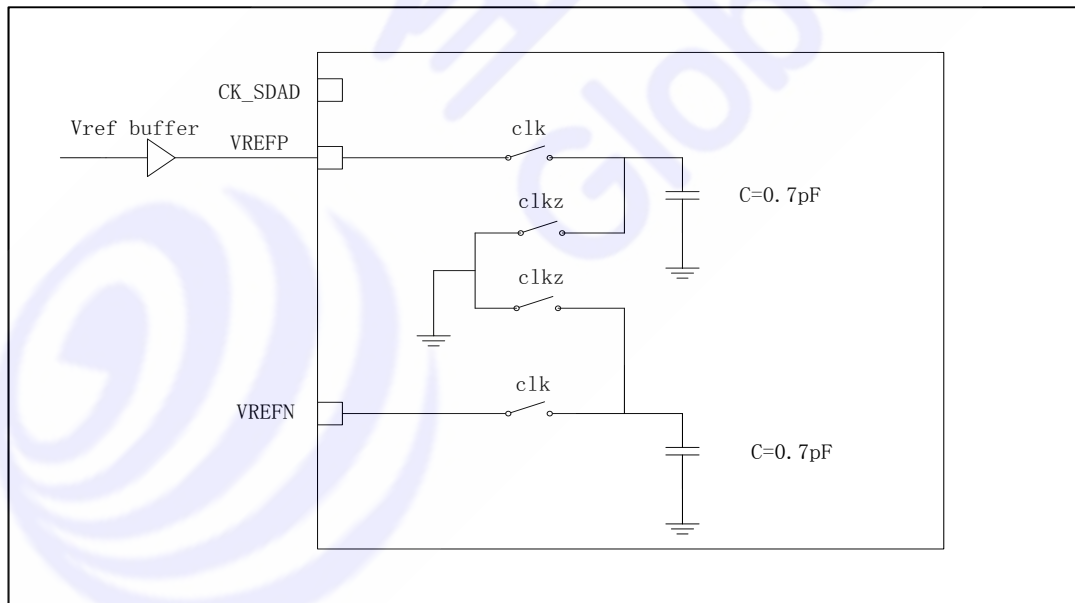 CK_SDAD
Vref buffer
VREFP
clk
C=0.7pF
clkz
clkz
clk
VREFN
C=0.7pF